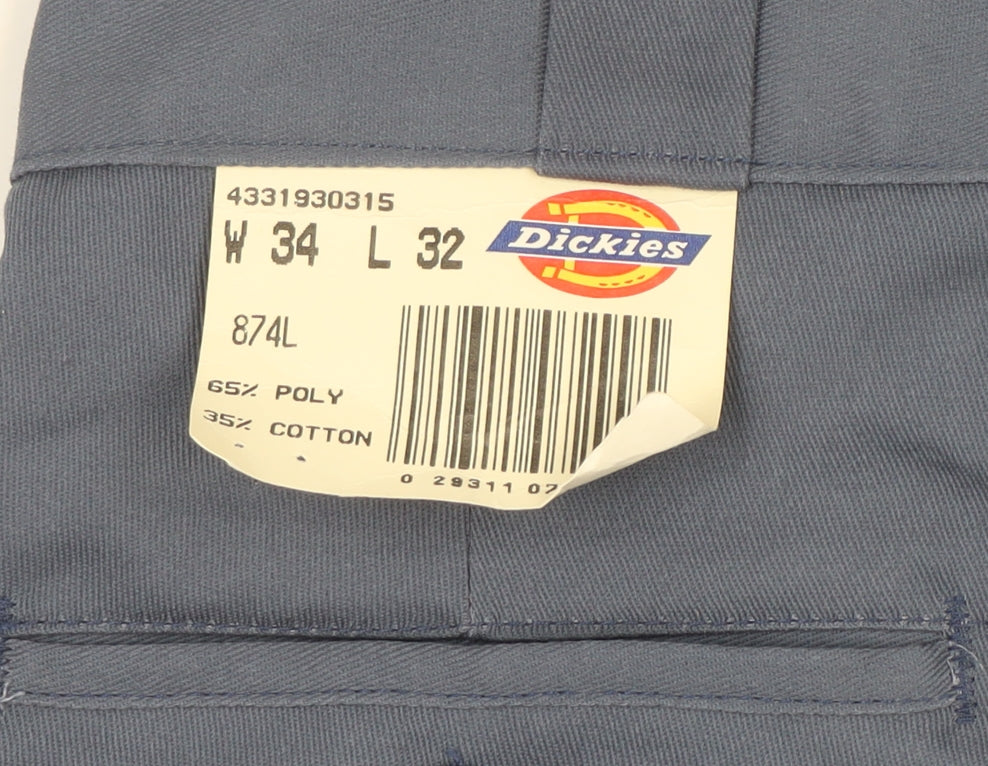 4331930315
W 34 L 32
Dickies
874L
65% POLY
35% COTTON
0 29311 07